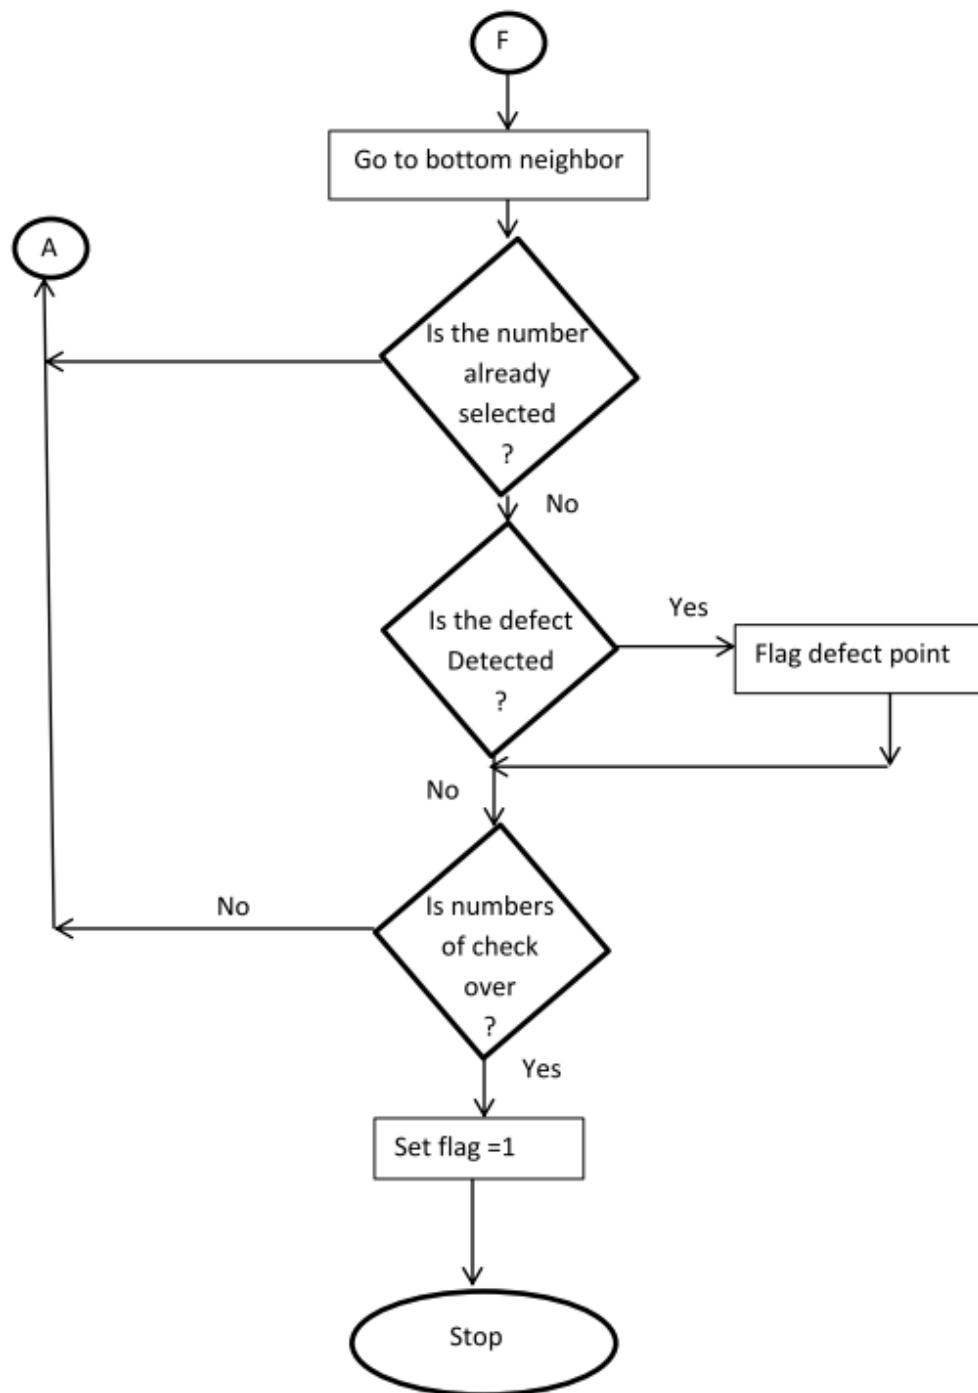 F
Go to bottom neighbor
A
Is the number
already
selected
?
No
Is the defect
Detected
?
Yes
Flag defect point
No
Is numbers
of check
over
?
No
Yes
Set flag =1
Stop